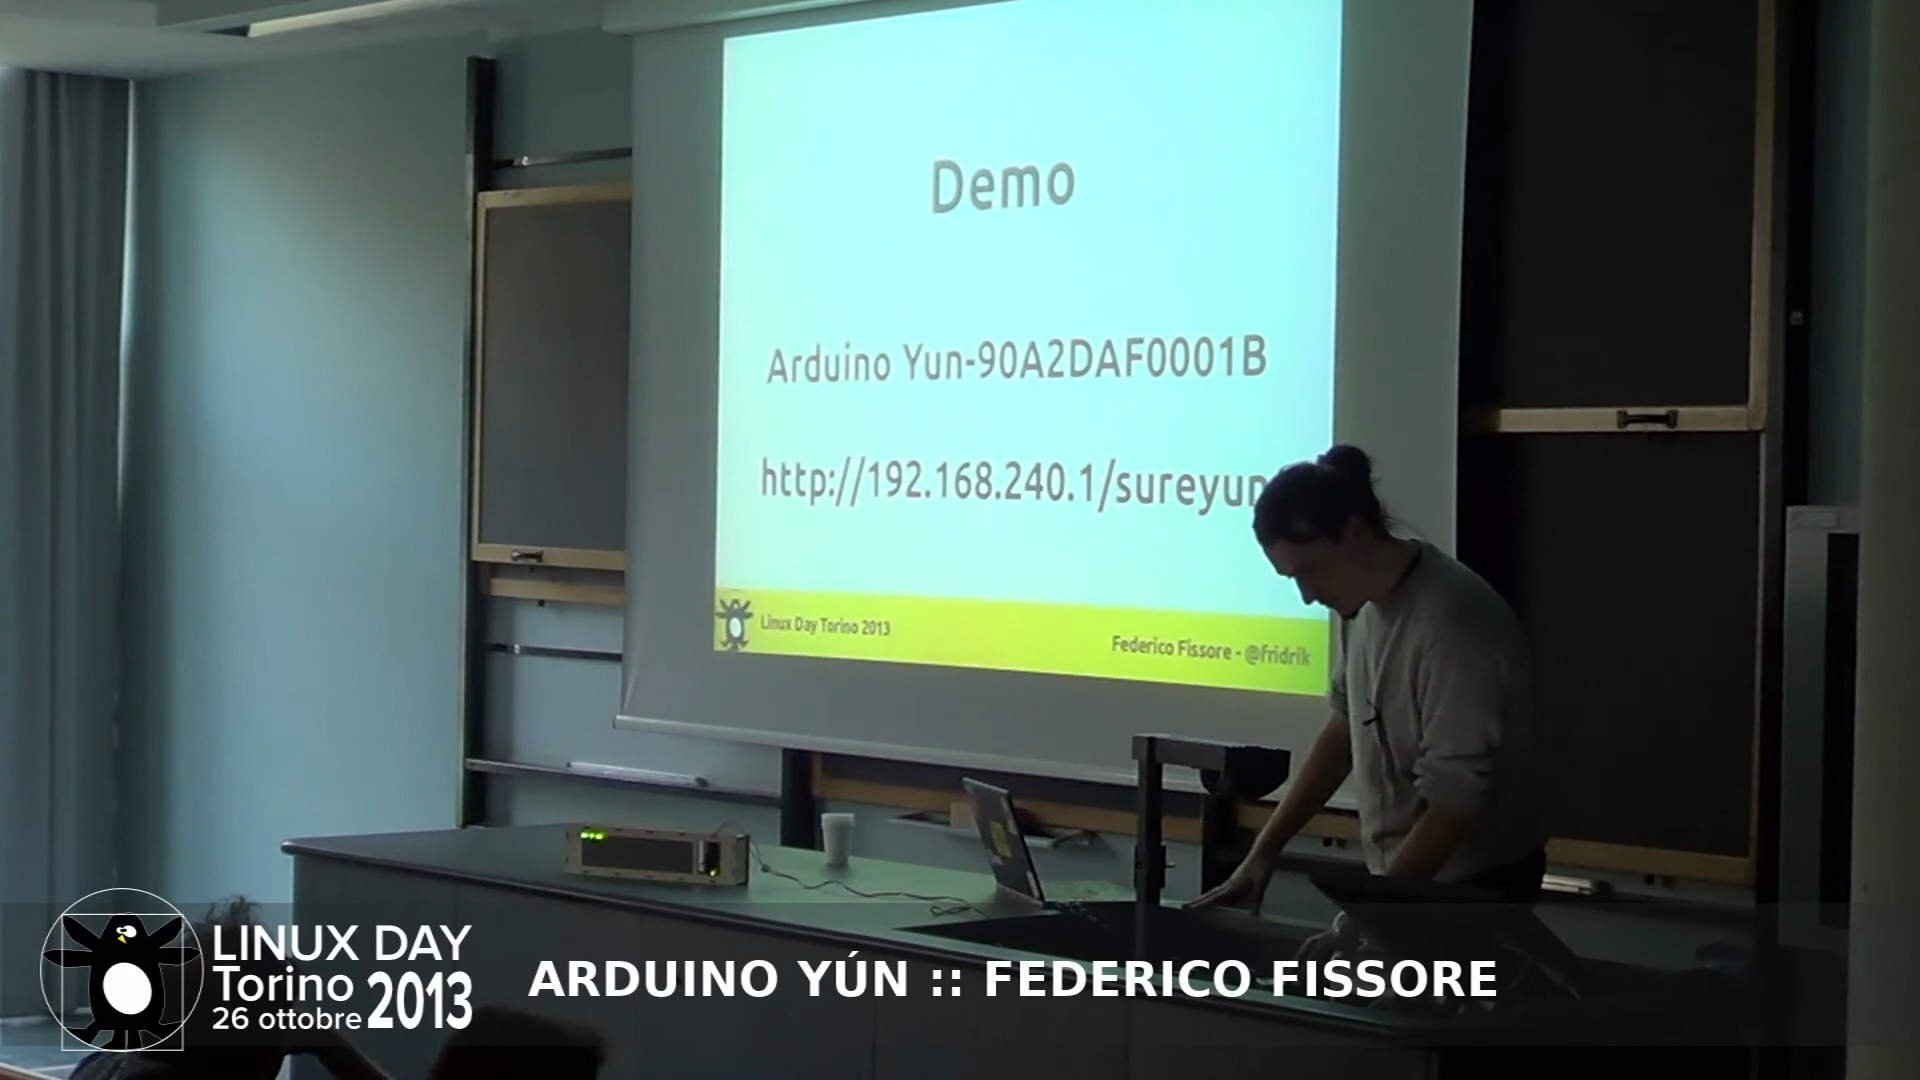 Demo
Arduino Yun-90A2DAF0001B
http://192.168.240.1/sureyun
Linux Day Torino 2013
Federico Fissore - @fridrik
LINUX DAY
Torino 2013
26 ottobre
ARDUINO YÚN :: FEDERICO FISSORE